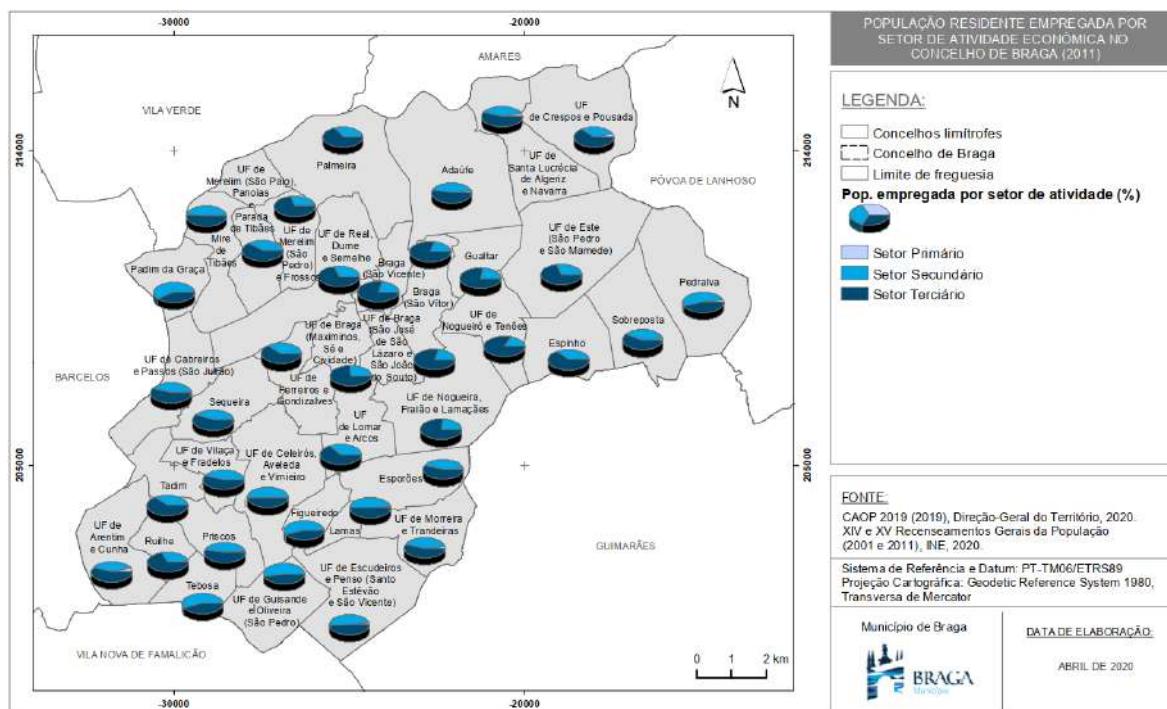 POPULAÇÃO RESIDENTE EMPREGADA POR
SETOR DE ATIVIDADE ECONÓMICA NO
CONCELHO DE BRAGA (2011)
-30000
-20000
AMARES
VILA VERDE
N
UF
de Crespos e Pousada
214000
214000
Palmeira
Adaúfe
UF de
Santa Lucrécia
de Algeriz
e Navarra
PÓVOA DE LANHOSO
UF de
Merelim (São Paio),
Panoias
e
Parada
de Tibães
Mire
de
Tibães
UF de
Merelim
(São
Pedro)
e Frossos
UF de Real,
Dume
e Semelhe
Braga
(São Vicente)
Gualtar
UF de Este
(São Pedro
e São Mamede)
Padim da Graça
Braga
(São Vítor)
Pedralva
Sobreposta
UF de
Nogueiró e Tenões
Espinho
UF de Braga
(Maximinos,
Sé e
Cividade)
UF de Braga
(São José
de São
Lázaro e
São João
do Souto)
UF de Cabreiros
e Passos (São Julião)
BARCELOS
UF de
Ferreiros e
Gondizalves
Sequeira
UF
de Lomar
e Arcos
UF de Nogueira,
Fraião e Lamaçães
205000
205000
UF de Vilaça
e Fradelos
UF de Celeirós,
Aveleda
e Vimieiro
Esporões
Tadim
Figueiredo
Lamas
UF de Morreira
e Trandeiras
UF de
Arentim
e Cunha
Ruilhe
Priscos
GUIMARÃES
Tebosa
UF de Guisande
e Oliveira
(São Pedro)
UF de Escudeiros
e Penso (Santo
Estêvão
e São Vicente)
VILA NOVA DE FAMALICÃO
0 1 2 km
-30000
-20000
LEGENDA:
Concelhos limítrofes
Concelho de Braga
Limite de freguesia
Pop. empregada por setor de atividade (%)
Setor Primário
Setor Secundário
Setor Terciário
FONTE:
CAOP 2019 (2019), Direção-Geral do Território, 2020.
XIV e XV Recenseamentos Gerais da População
(2001 e 2011), INE, 2020.
Sistema de Referência e Datum: PT-TM06/ETRS89
Projeção Cartográfica: Geodetic Reference System 1980,
Transversa de Mercator
Município de Braga
BRAGA
Município
DATA DE ELABORAÇÃO:
ABRIL DE 2020